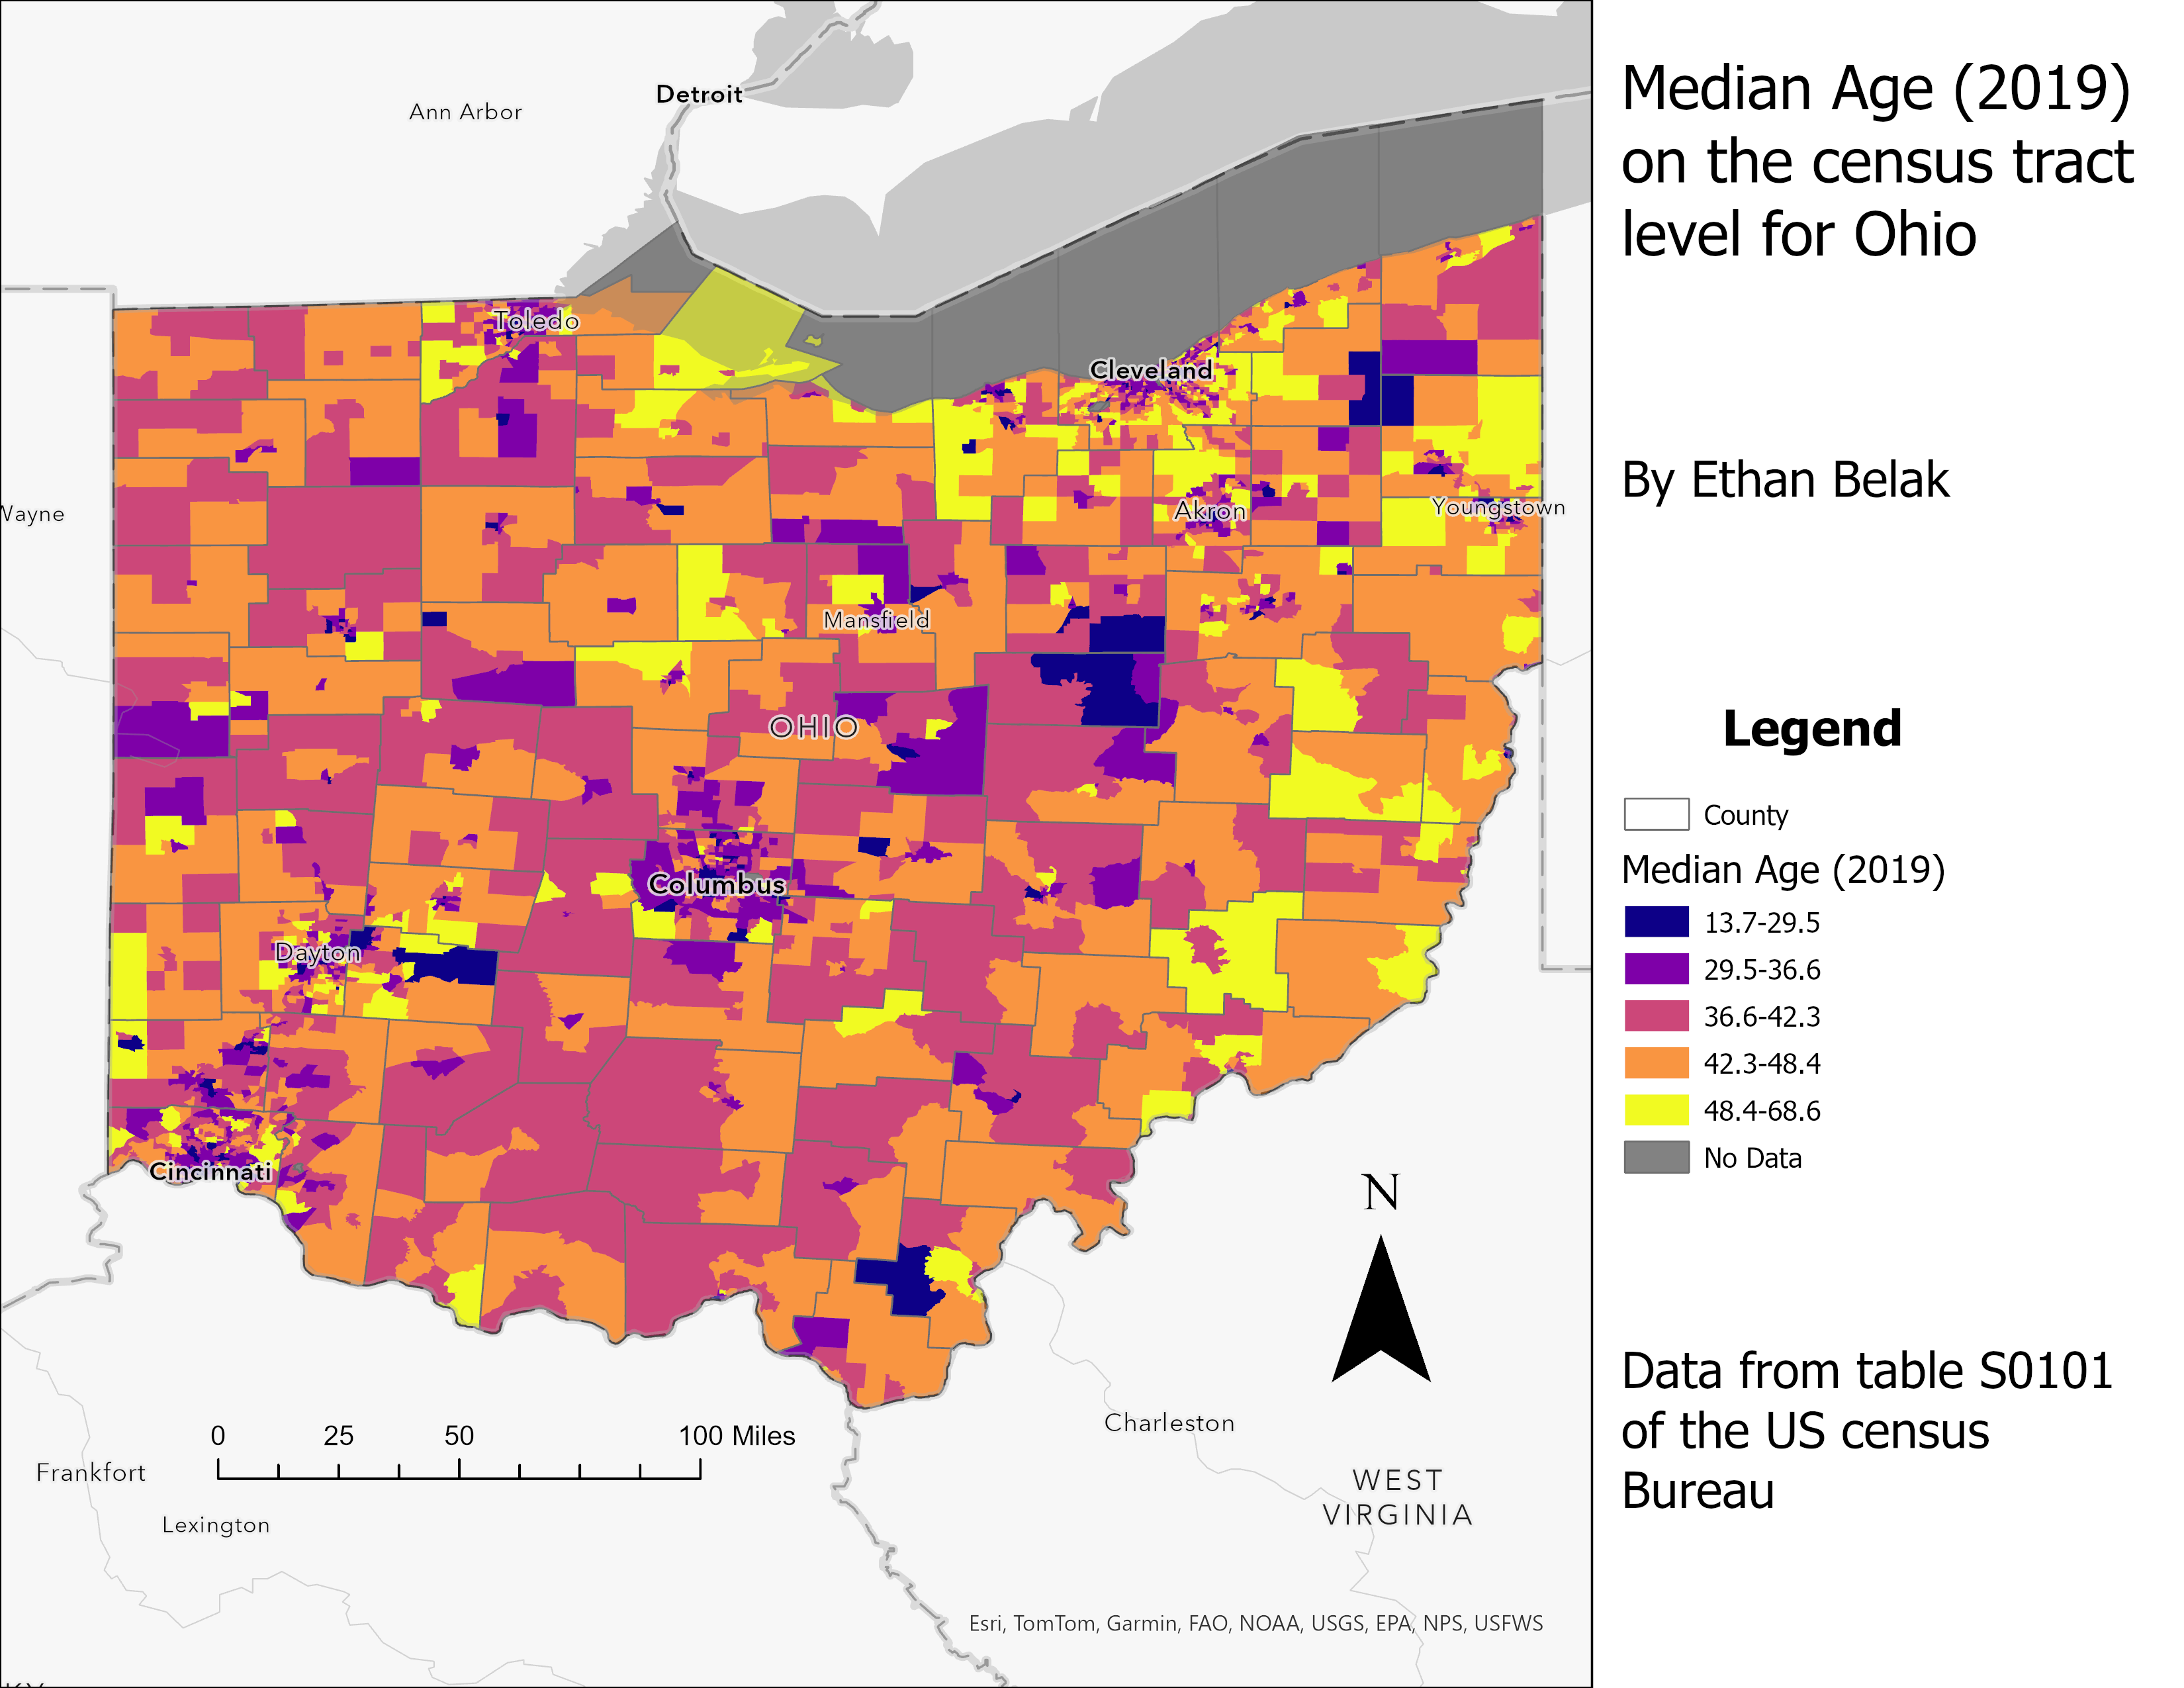 Median Age (2019)
on the census tract
level for Ohio
By Ethan Belak
Legend
County
Median Age (2019)
13.7-29.5
29.5-36.6
36.6-42.3
42.3-48.4
48.4-68.6
No Data
Data from table S0101
of the US census
Bureau
Detroit
Ann Arbor
Toledo
Cleveland
Wayne
Akron
Youngstown
Mansfield
OHIO
Columbus
Dayton
Cincinnati
N
0 25 50 100 Miles
Charleston
Frankfort
WEST
VIRGINIA
Lexington
Esri, TomTom, Garmin, FAO, NOAA, USGS, EPA, NPS, USFWS